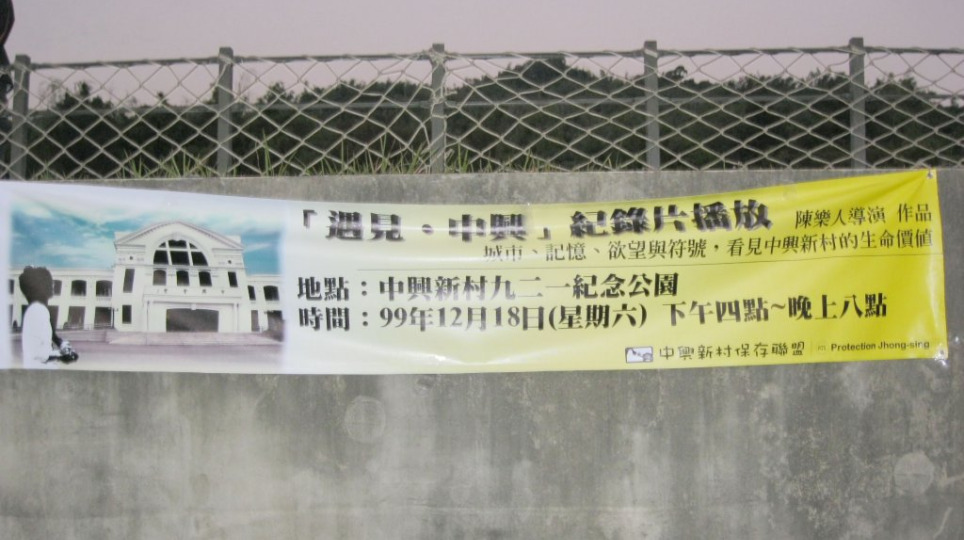 「遇見。中興」紀錄片播放 陳樂人導演 作品
城市、記憶、欲望與符號，看見中興新村的生命價值
地點：中興新村九二一紀念公園
時間：99年12月18日(星期六) 下午四點~晚上八點
中興新村保存聯盟 Protection Jhong-sing